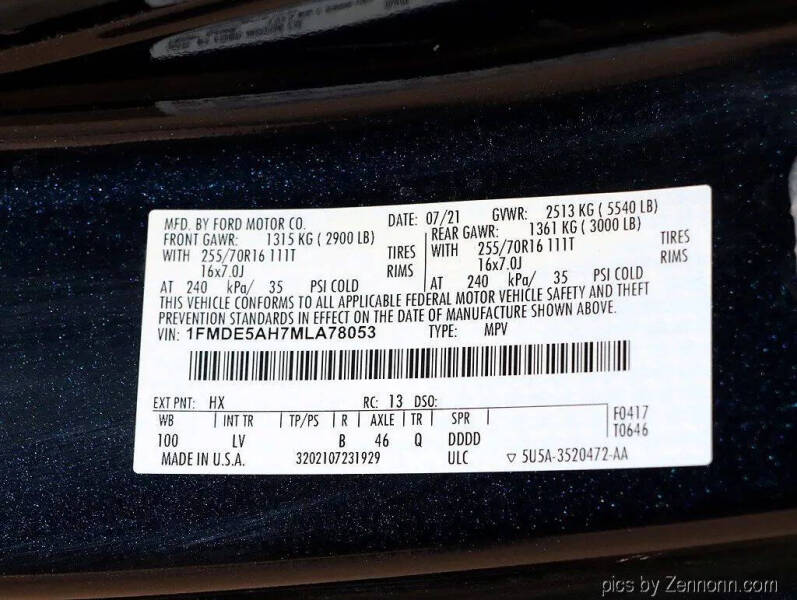 MFD. BY FORD MOTOR CO. DATE: 07/21 GVWR: 2513 KG ( 5540 LB)
FRONT GAWR: 1315 KG ( 2900 LB) REAR GAWR: 1361 KG ( 3000 LB)
WITH 255/70R16 111T TIRES WITH 255/70R16 111T TIRES
16x7.0J RIMS 16x7.0J RIMS
AT 240 kPa/ 35 PSI COLD AT 240 kPa/ 35 PSI COLD
THIS VEHICLE CONFORMS TO ALL APPLICABLE FEDERAL MOTOR VEHICLE SAFETY AND THEFT
PREVENTION STANDARDS IN EFFECT ON THE DATE OF MANUFACTURE SHOWN ABOVE.
VIN: 1FMDE5AH7MLA78053 TYPE: MPV
EXT PNT: HX RC: 13 DSO:
WB INT TR TP/PS R AXLE TR SPR F0417
100 LV B 46 Q DDDD T0646
MADE IN U.S.A. 3202107231929 ULC ▽ 5U5A-3520472-AA
pics by Zennonn.com